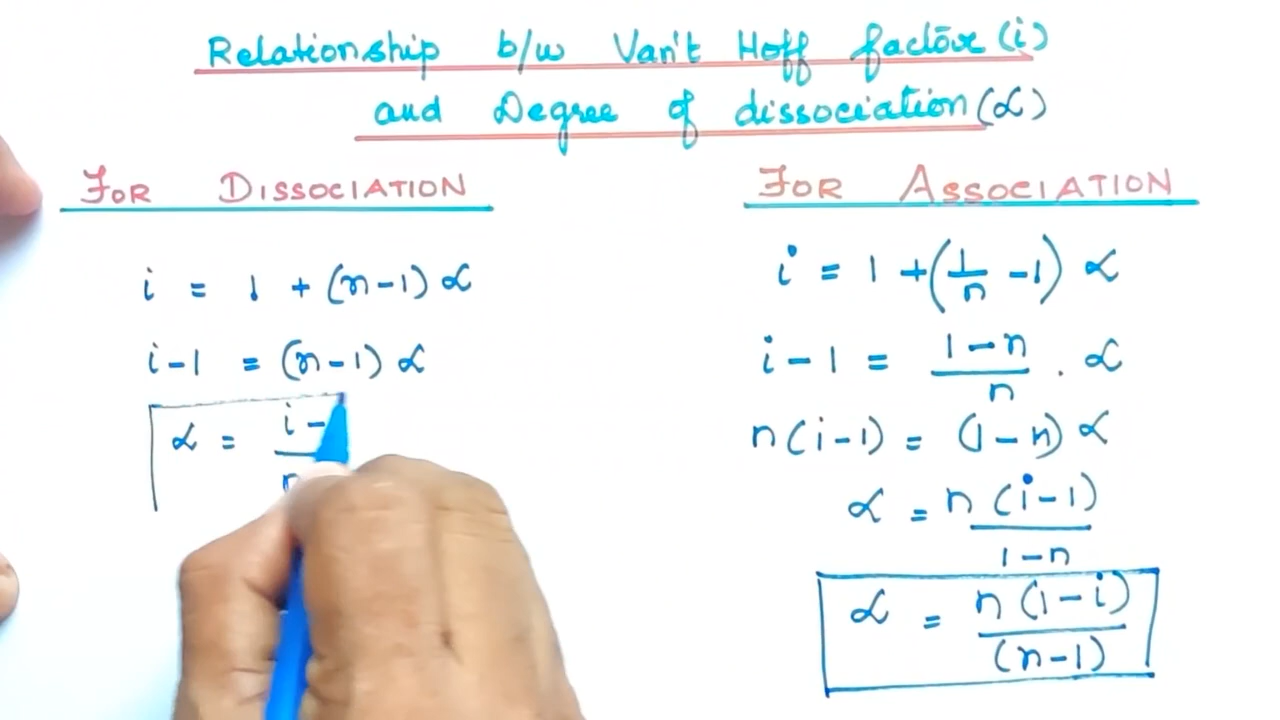 Relationship b/w Van't Hoff factor (i)
and Degree of dissociation (α)
FOR DISSOCIATION
i = 1 + (n-1) α
i-1 = (n-1) α
α = i-
n
FOR ASSOCIATION
i = 1 + (1/n - 1) α
i - 1 = 1-n/n . α
n (i-1) = (1-n) α
α = n (i-1)/1-n
α = n (1-i)/(n-1)